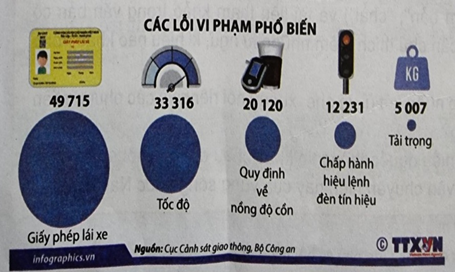 CÁC LỖI VI PHẠM PHỔ BIẾN
KG
49 715
33 316
20 120
12 231
5 007
Giấy phép lái xe
Tốc độ
Quy định
về
nồng độ cồn
Chấp hành
hiệu lệnh
đèn tín hiệu
Tải trọng
infographics.vn
Nguồn: Cục Cảnh sát giao thông, Bộ Công an
© TTXVN